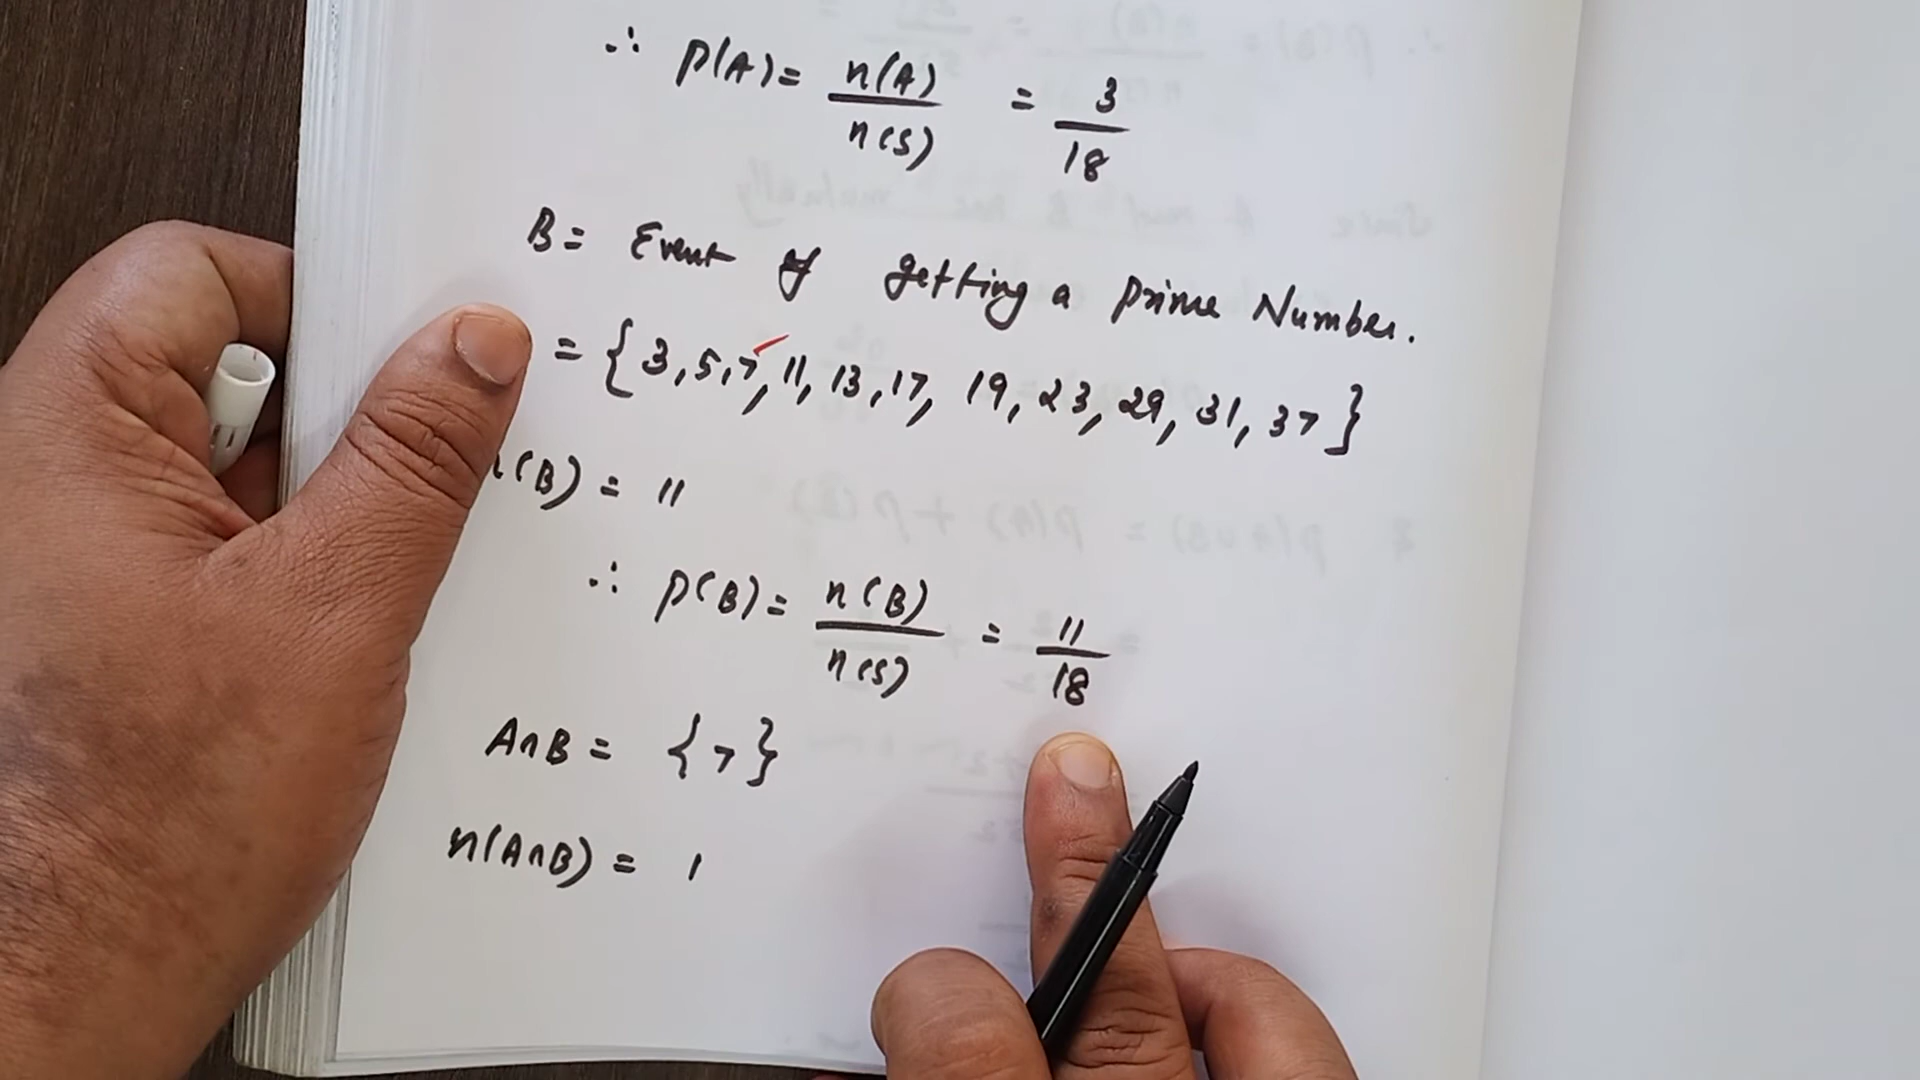 ∴ P(A) = n(A)/n(S) = 3/18
B = Event of getting a prime Number.
= {3, 5, 7, 11, 13, 17, 19, 23, 29, 31, 37}
n(B) = 11
∴ P(B) = n(B)/n(S) = 11/18
A∩B = {7}
n(A∩B) = 1